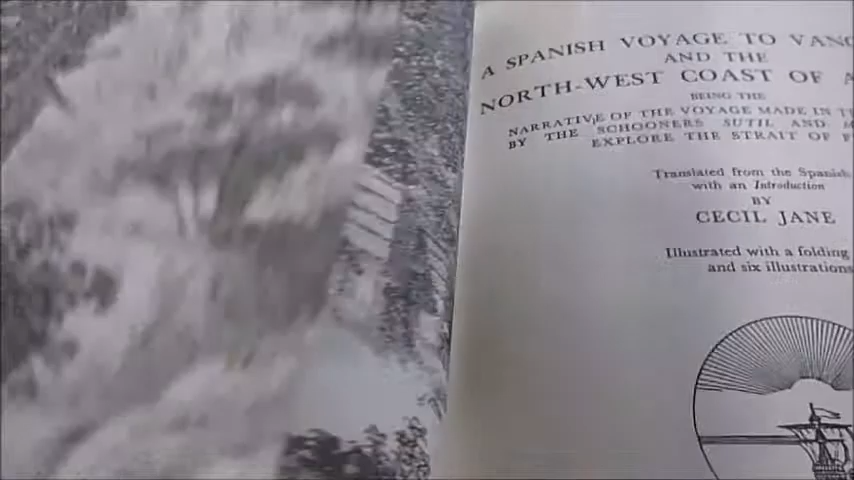 A SPANISH VOYAGE TO
AND THE
NORTH-WEST COAST OF
BEING THE
NARRATIVE OF THE VOYAGE MADE IN
BY THE SCHOONERS SUTIL AND
EXPLORE THE STRAIT OF
Translated from the Spanish
with an Introduction
BY
CECIL JANE
Illustrated with a folding
and six illustrations